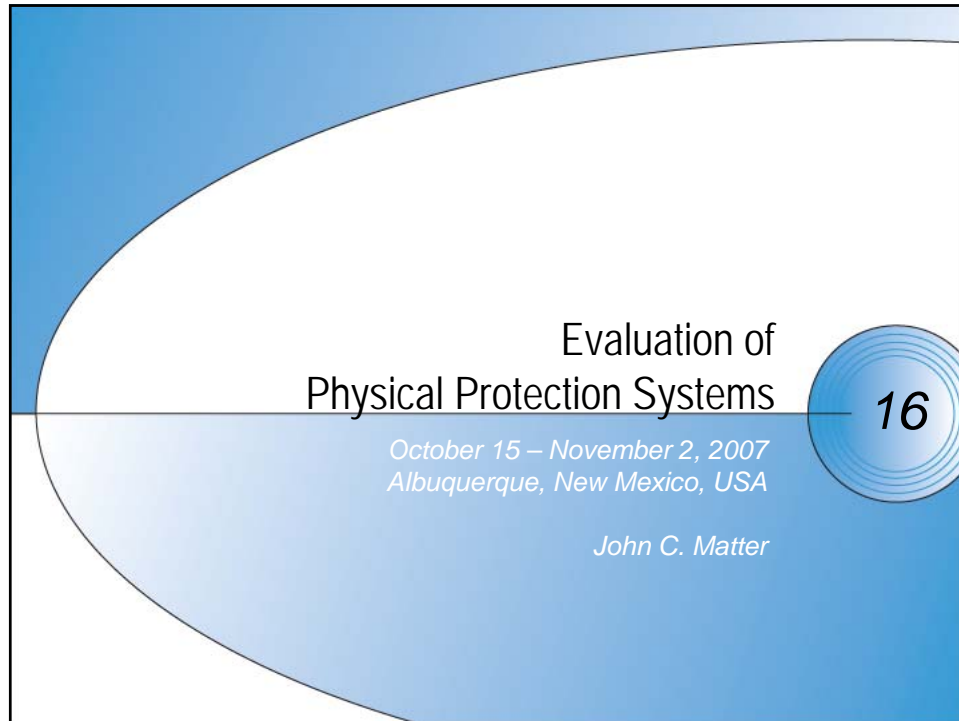 Evaluation of
Physical Protection Systems
16
October 15 – November 2, 2007
Albuquerque, New Mexico, USA
John C. Matter